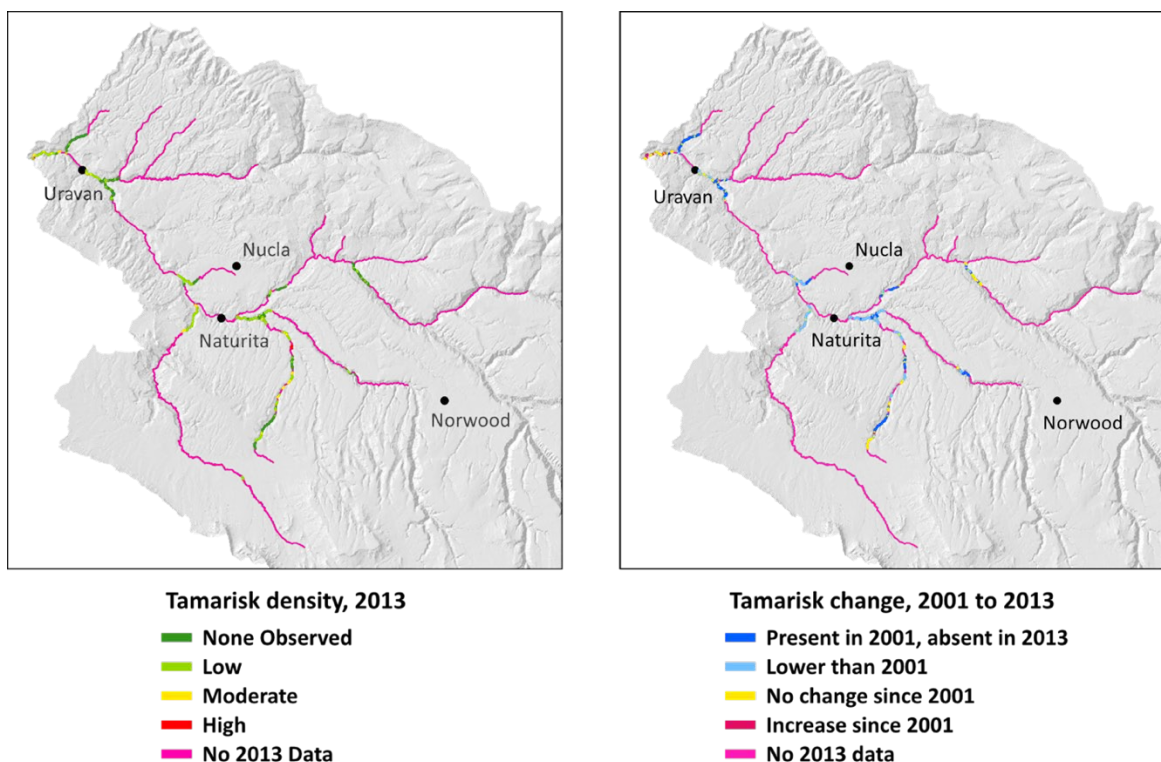 Uravan
Nucla
Naturita
Norwood
Tamarisk density, 2013
None Observed
Low
Moderate
High
No 2013 Data
Uravan
Nucla
Naturita
Norwood
Tamarisk change, 2001 to 2013
Present in 2001, absent in 2013
Lower than 2001
No change since 2001
Increase since 2001
No 2013 data